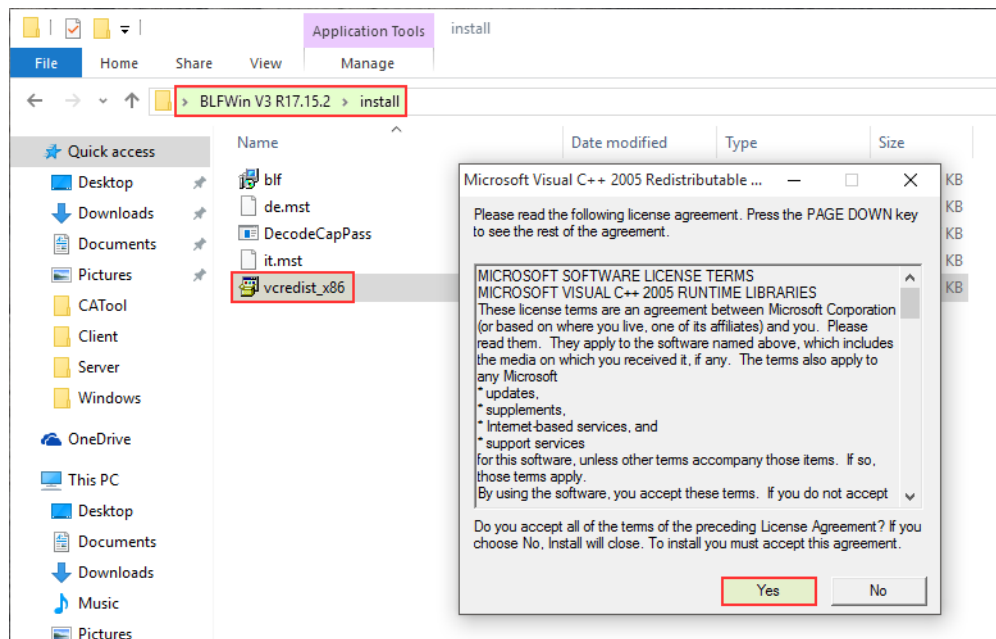 Application Tools
install
File
Home
Share
View
Manage
BLFWin V3 R17.15.2 > install
Quick access
Desktop
Downloads
Documents
Pictures
CATool
Client
Server
Windows
OneDrive
This PC
Desktop
Documents
Downloads
Music
Pictures
Name
Date modified
Type
Size
blf
de.mst
DecodeCapPass
it.mst
vcredist_x86
KB
KB
KB
KB
KB
Microsoft Visual C++ 2005 Redistributable ...
Please read the following license agreement. Press the PAGE DOWN key
to see the rest of the agreement.
MICROSOFT SOFTWARE LICENSE TERMS
MICROSOFT VISUAL C++ 2005 RUNTIME LIBRARIES
These license terms are an agreement between Microsoft Corporation
(or based on where you live, one of its affiliates) and you. Please
read them. They apply to the software named above, which includes
the media on which you received it, if any. The terms also apply to
any Microsoft
* updates,
* supplements,
* Internet-based services, and
* support services
for this software, unless other terms accompany those items. If so,
those terms apply.
By using the software, you accept these terms. If you do not accept
Do you accept all of the terms of the preceding License Agreement? If you
choose No, Install will close. To install you must accept this agreement.
Yes
No